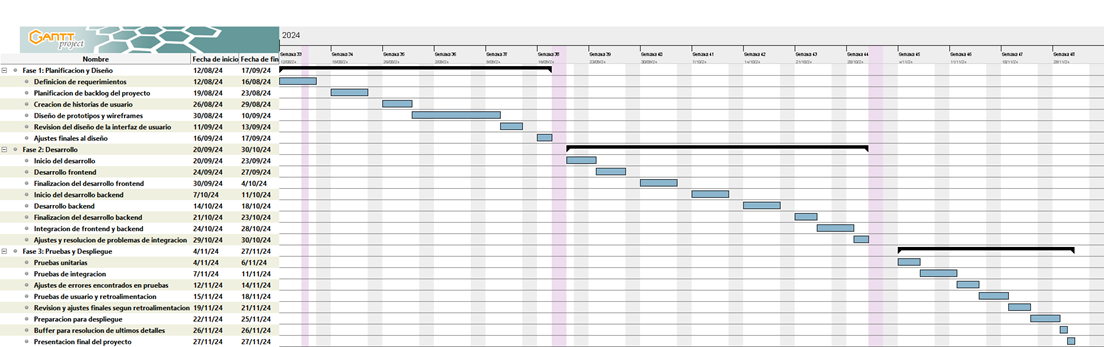 GANTT
project
2024
Semana 33 Semana 34 Semana 35 Semana 36 Semana 37 Semana 38 Semana 39 Semana 40 Semana 41 Semana 42 Semana 43 Semana 44 Semana 45 Semana 46 Semana 47 Semana 48
Nombre Fecha de inicio Fecha de fin
Fase 1: Planificacion y Diseño 12/08/24 17/09/24
Definicion de requerimientos 12/08/24 16/08/24
Planificacion de backlog del proyecto 19/08/24 23/08/24
Creacion de historias de usuario 26/08/24 29/08/24
Diseño de prototipos y wireframes 30/08/24 10/09/24
Revision del diseño de la interfaz de usuario 11/09/24 13/09/24
Ajustes finales al diseño 16/09/24 17/09/24
Fase 2: Desarrollo 20/09/24 30/10/24
Inicio del desarrollo 20/09/24 23/09/24
Desarrollo frontend 24/09/24 27/09/24
Finalizacion del desarrollo frontend 30/09/24 4/10/24
Inicio del desarrollo backend 7/10/24 11/10/24
Desarrollo backend 14/10/24 18/10/24
Finalizacion del desarrollo backend 21/10/24 23/10/24
Integracion de frontend y backend 24/10/24 28/10/24
Ajustes y resolucion de problemas de integracion 29/10/24 30/10/24
Fase 3: Pruebas y Despliegue 4/11/24 27/11/24
Pruebas unitarias 4/11/24 6/11/24
Pruebas de integracion 7/11/24 11/11/24
Ajustes de errores encontrados en pruebas 12/11/24 14/11/24
Pruebas de usuario y retroalimentacion 15/11/24 18/11/24
Revision y ajustes finales segun retroalimentacion 19/11/24 21/11/24
Preparacion para despliegue 22/11/24 25/11/24
Buffer para resolucion de ultimos detalles 26/11/24 26/11/24
Presentacion final del proyecto 27/11/24 27/11/24